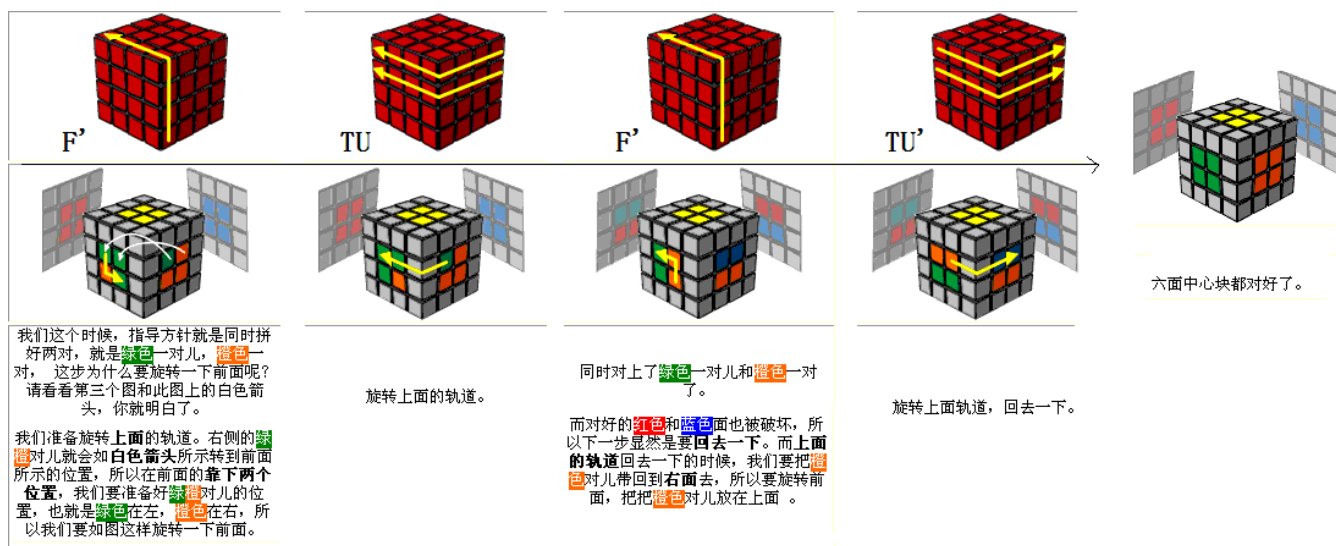 F’
TU
F’
TU’
六面中心块都对好了。
我们这个时候，指导方针就是同时拼
好两对，就是绿色一对儿，橙色一
对， 这步为什么要旋转一下前面呢？
请看看第三个图和此图上的白色箭
头，你就明白了。
我们准备旋转上面的轨道。右侧的绿
橙对儿就会如白色箭头所示转到前面
所示的位置，所以在前面的靠下两个
位置，我们要准备好绿橙对儿的位
置，也就是绿色在左，橙色在右，所
以我们要如图这样旋转一下前面。
旋转上面的轨道。
同时对上了绿色一对儿和橙色一对
了。
而对好的红色和蓝色面也被破坏，所
以下一步显然是要回去一下。而上面
的轨道回去一下的时候，我们要把橙
色对儿带回到右面去，所以要旋转前
面，把把橙色对儿放在上面 。
旋转上面轨道，回去一下。